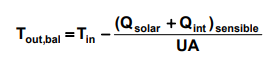 T_out,bal = T_in − (Q_solar + Q_int)_sensible / UA